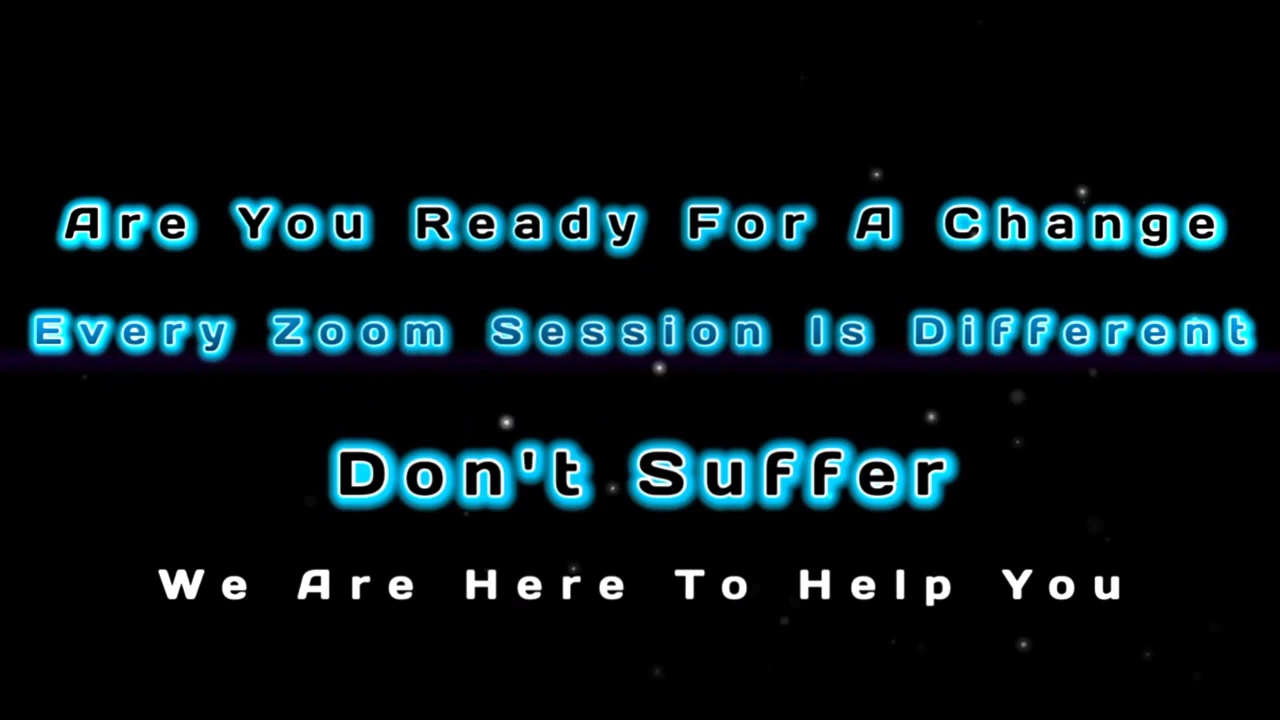 Are You Ready For A Change
Every Zoom Session Is Different
Don't Suffer
We Are Here To Help You